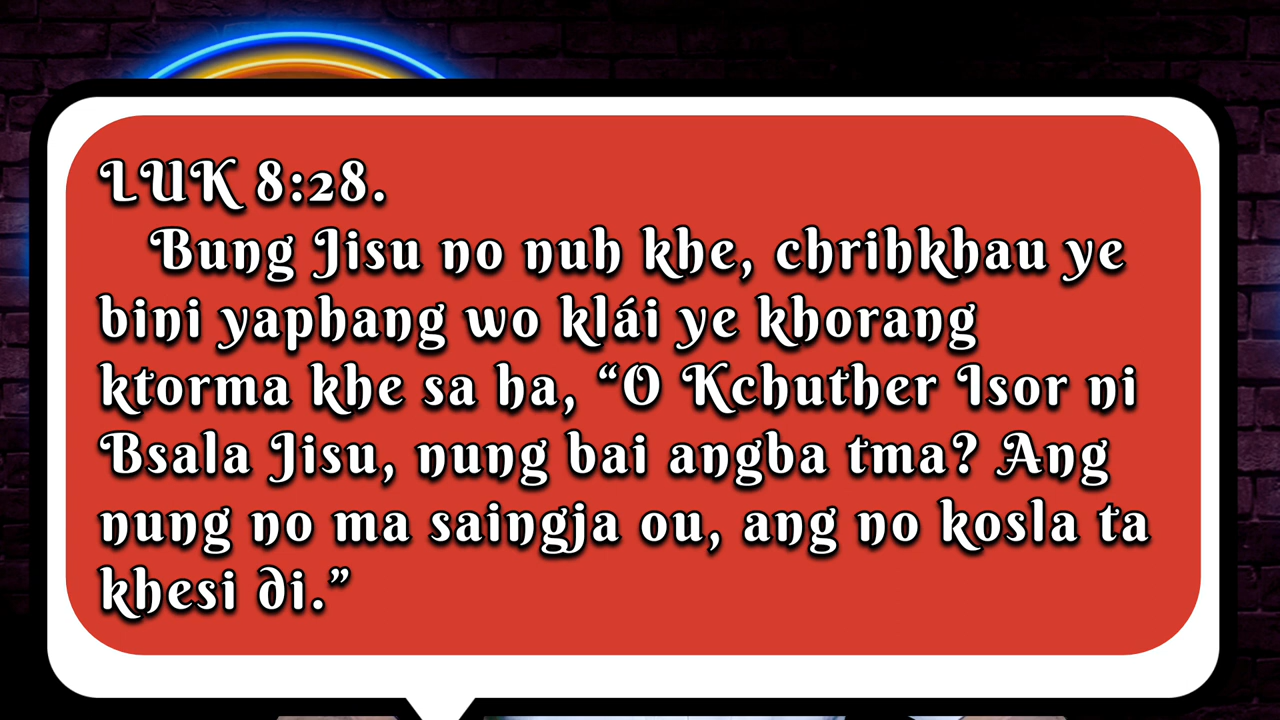 LUK 8:28.
Bung Jisu no nuh khe, chrihkhau ye
bini yaphang wo klái ye khorang
ktorma khe sa ha, “O Kchuther Isor ni
Bsala Jisu, nung bai angba tma? Ang
nung no ma saingja ou, ang no kosla ta
khesi di.”